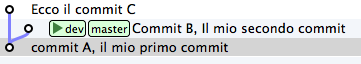 Ecco il commit C
dev master Commit B, Il mio secondo commit
commit A, il mio primo commit